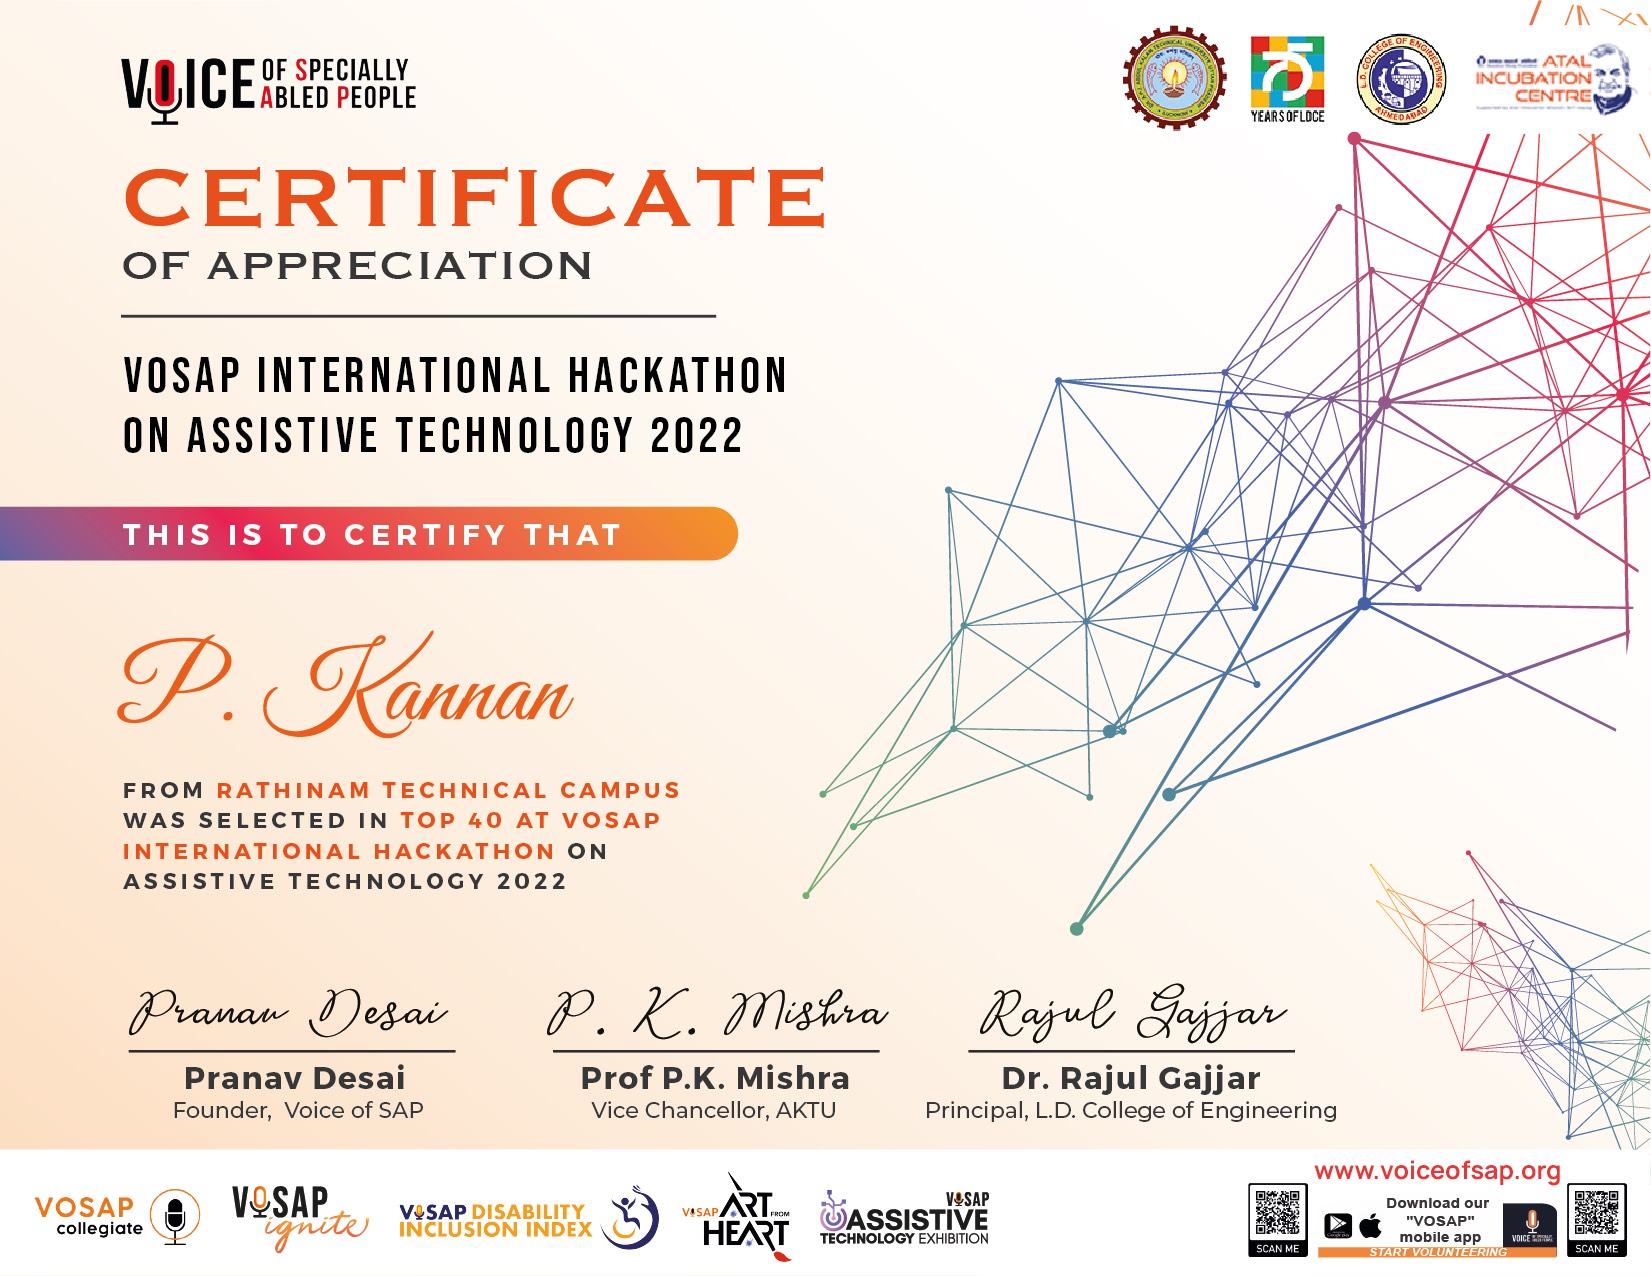 VOICE OF SPECIALLY
ABLED PEOPLE
YEARS OF LDCE
L.D. COLLEGE OF ENGINEERING
AHMEDABAD
ATAL
INCUBATION
CENTRE
CERTIFICATE
OF APPRECIATION
VOSAP INTERNATIONAL HACKATHON
ON ASSISTIVE TECHNOLOGY 2022
THIS IS TO CERTIFY THAT
P. Kannan
FROM RATHINAM TECHNICAL CAMPUS
WAS SELECTED IN TOP 40 AT VOSAP
INTERNATIONAL HACKATHON ON
ASSISTIVE TECHNOLOGY 2022
Pranav Desai
P. K. Mishra
Rajul Gajjar
Pranav Desai
Founder, Voice of SAP
Prof P.K. Mishra
Vice Chancellor, AKTU
Dr. Rajul Gajjar
Principal, L.D. College of Engineering
VOSAP
collegiate
VOSAP
ignite
VOSAP DISABILITY
INCLUSION INDEX
VOSAP ART FROM
HEART
VOSAP
ASSISTIVE
TECHNOLOGY EXHIBITION
www.voiceofsap.org
SCAN ME
Download our
"VOSAP"
mobile app
START VOLUNTEERING
SCAN ME